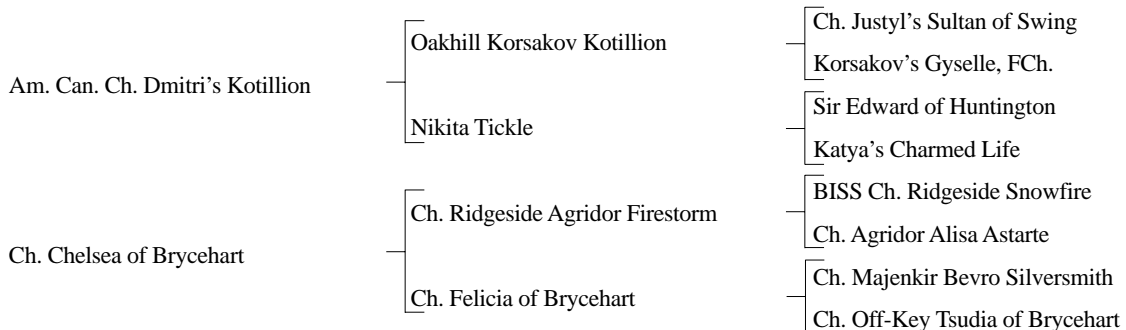 Ch. Justyl’s Sultan of Swing
Oakhill Korsakov Kotillion
Korsakov’s Gyselle, FCh.
Am. Can. Ch. Dmitri’s Kotillion
Sir Edward of Huntington
Nikita Tickle
Katya’s Charmed Life
BISS Ch. Ridgeside Snowfire
Ch. Ridgeside Agridor Firestorm
Ch. Agridor Alisa Astarte
Ch. Chelsea of Brycehart
Ch. Majenkir Bevro Silversmith
Ch. Felicia of Brycehart
Ch. Off-Key Tsudia of Brycehart